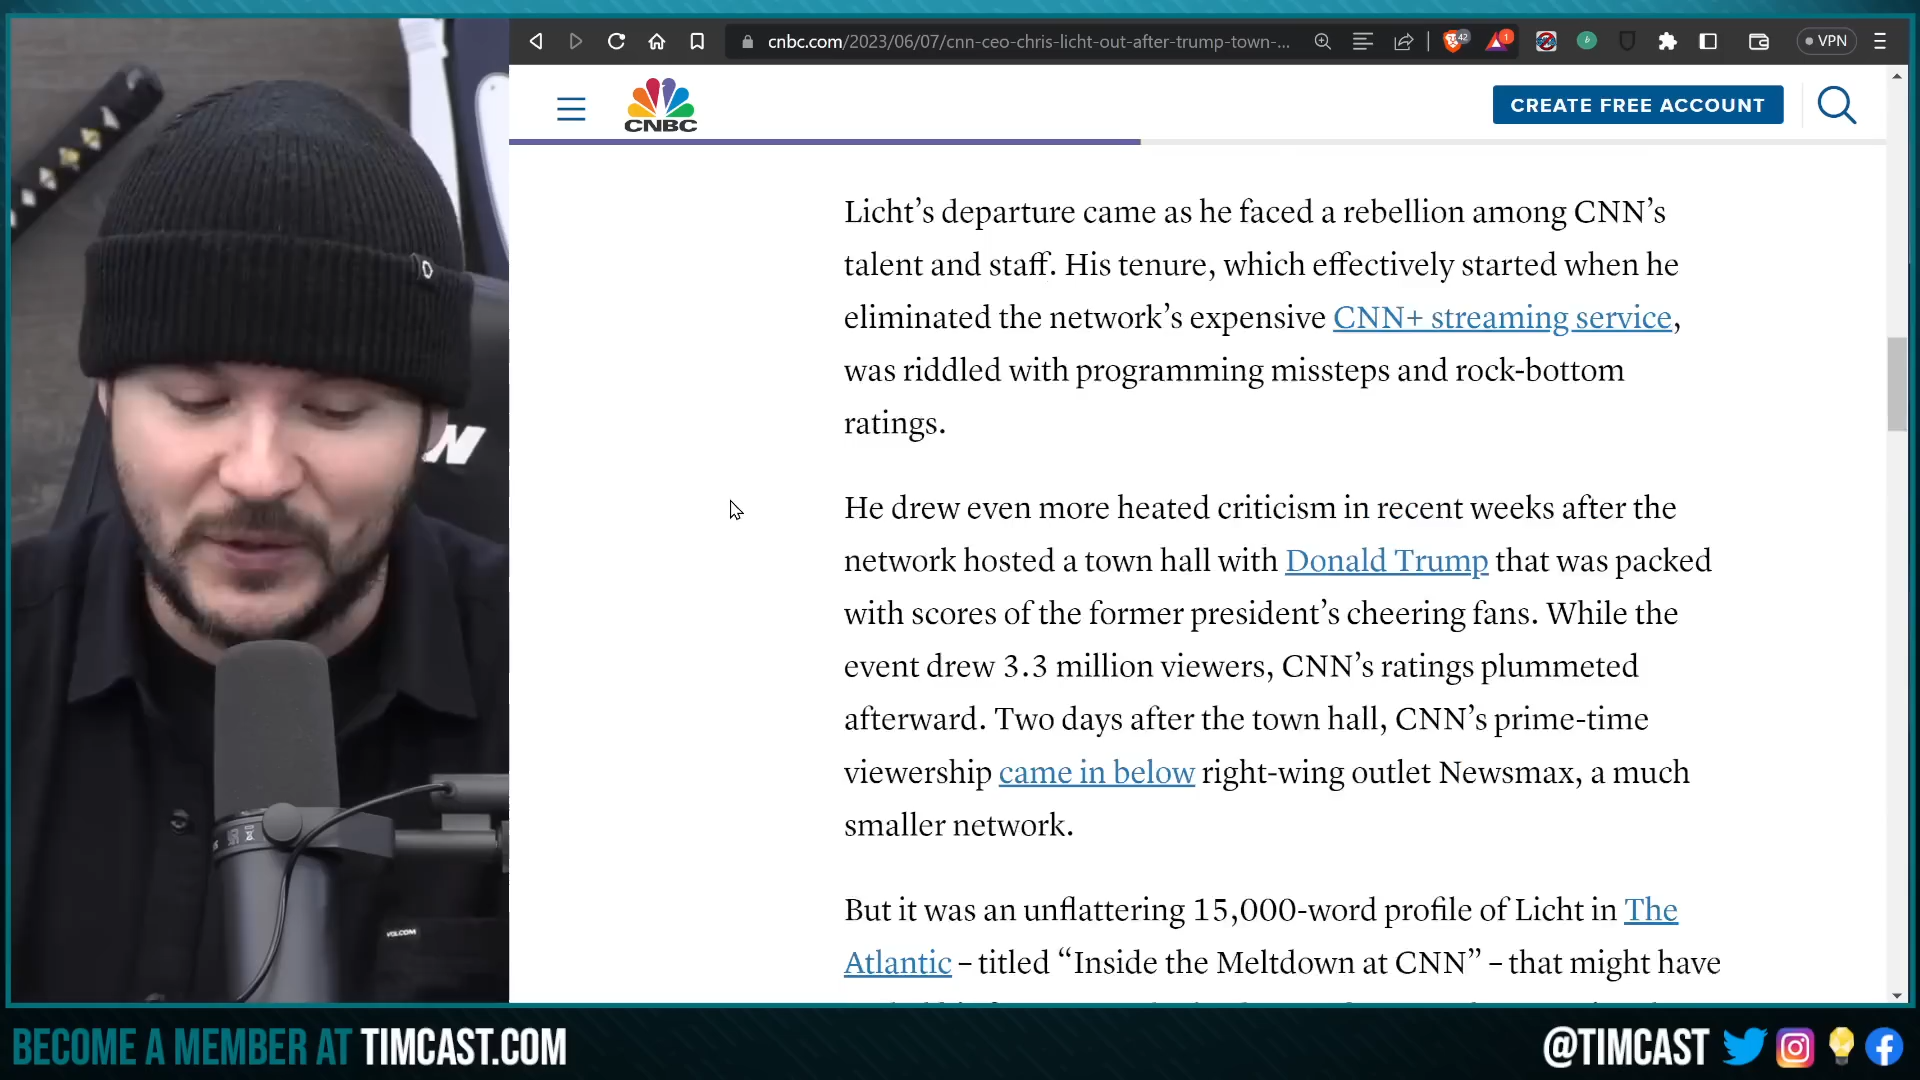 cnbc.com/2023/06/07/cnn-ceo-chris-licht-out-after-trump-town-...
42
1
VPN
CNBC
CREATE FREE ACCOUNT
Licht’s departure came as he faced a rebellion among CNN’s
talent and staff. His tenure, which effectively started when he
eliminated the network’s expensive CNN+ streaming service,
was riddled with programming missteps and rock-bottom
ratings.
He drew even more heated criticism in recent weeks after the
network hosted a town hall with Donald Trump that was packed
with scores of the former president’s cheering fans. While the
event drew 3.3 million viewers, CNN’s ratings plummeted
afterward. Two days after the town hall, CNN’s prime-time
viewership came in below right-wing outlet Newsmax, a much
smaller network.
But it was an unflattering 15,000-word profile of Licht in The
Atlantic – titled “Inside the Meltdown at CNN” – that might have
VOLCOM
BECOME A MEMBER AT TIMCAST.COM
@TIMCAST